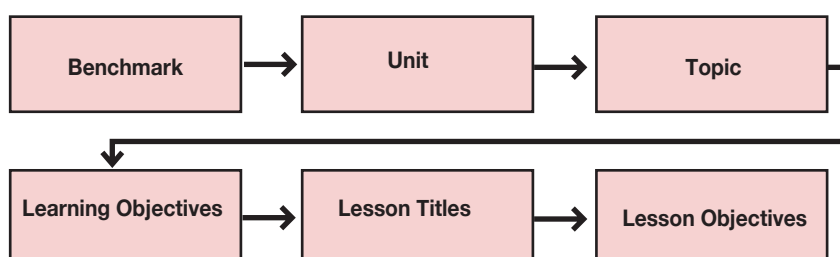 Benchmark
Unit
Topic
Learning Objectives
Lesson Titles
Lesson Objectives